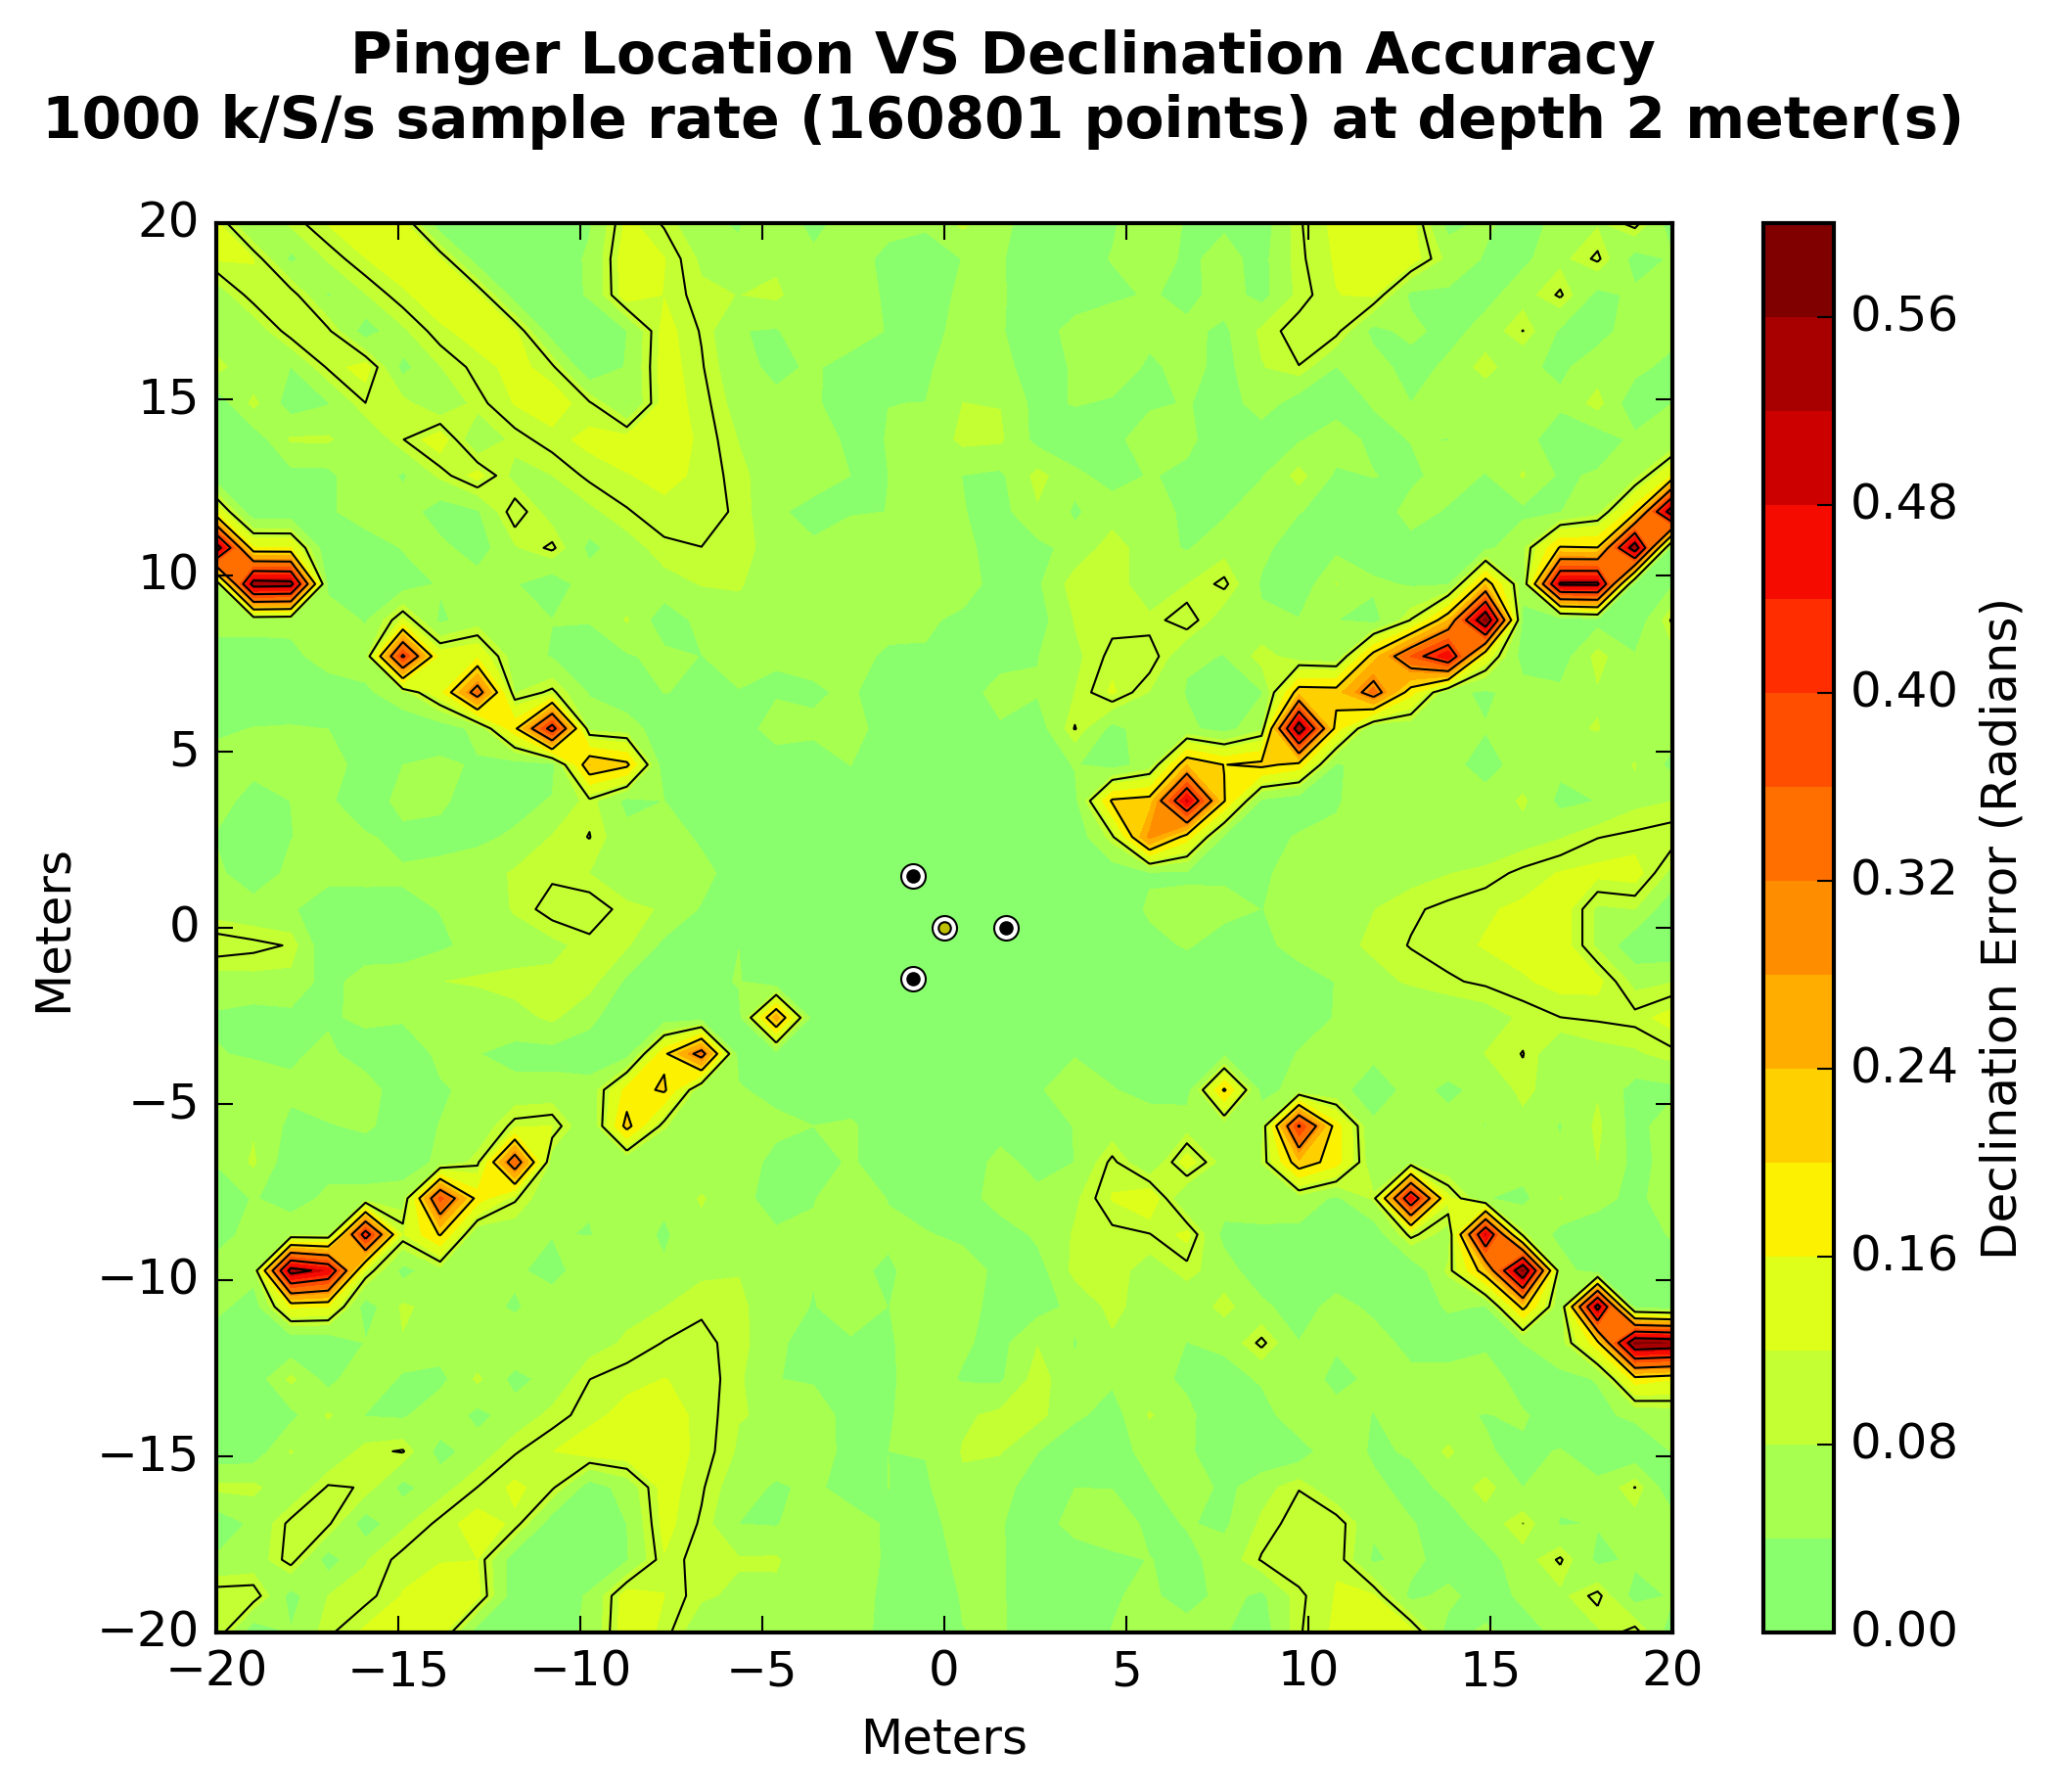 Pinger Location VS Declination Accuracy
1000 k/S/s sample rate (160801 points) at depth 2 meter(s)
20
15
10
5
0
−5
−10
−15
−20
Meters
−20 −15 −10 −5 0 5 10 15 20
Meters
0.56
0.48
0.40
0.32
0.24
0.16
0.08
0.00
Declination Error (Radians)